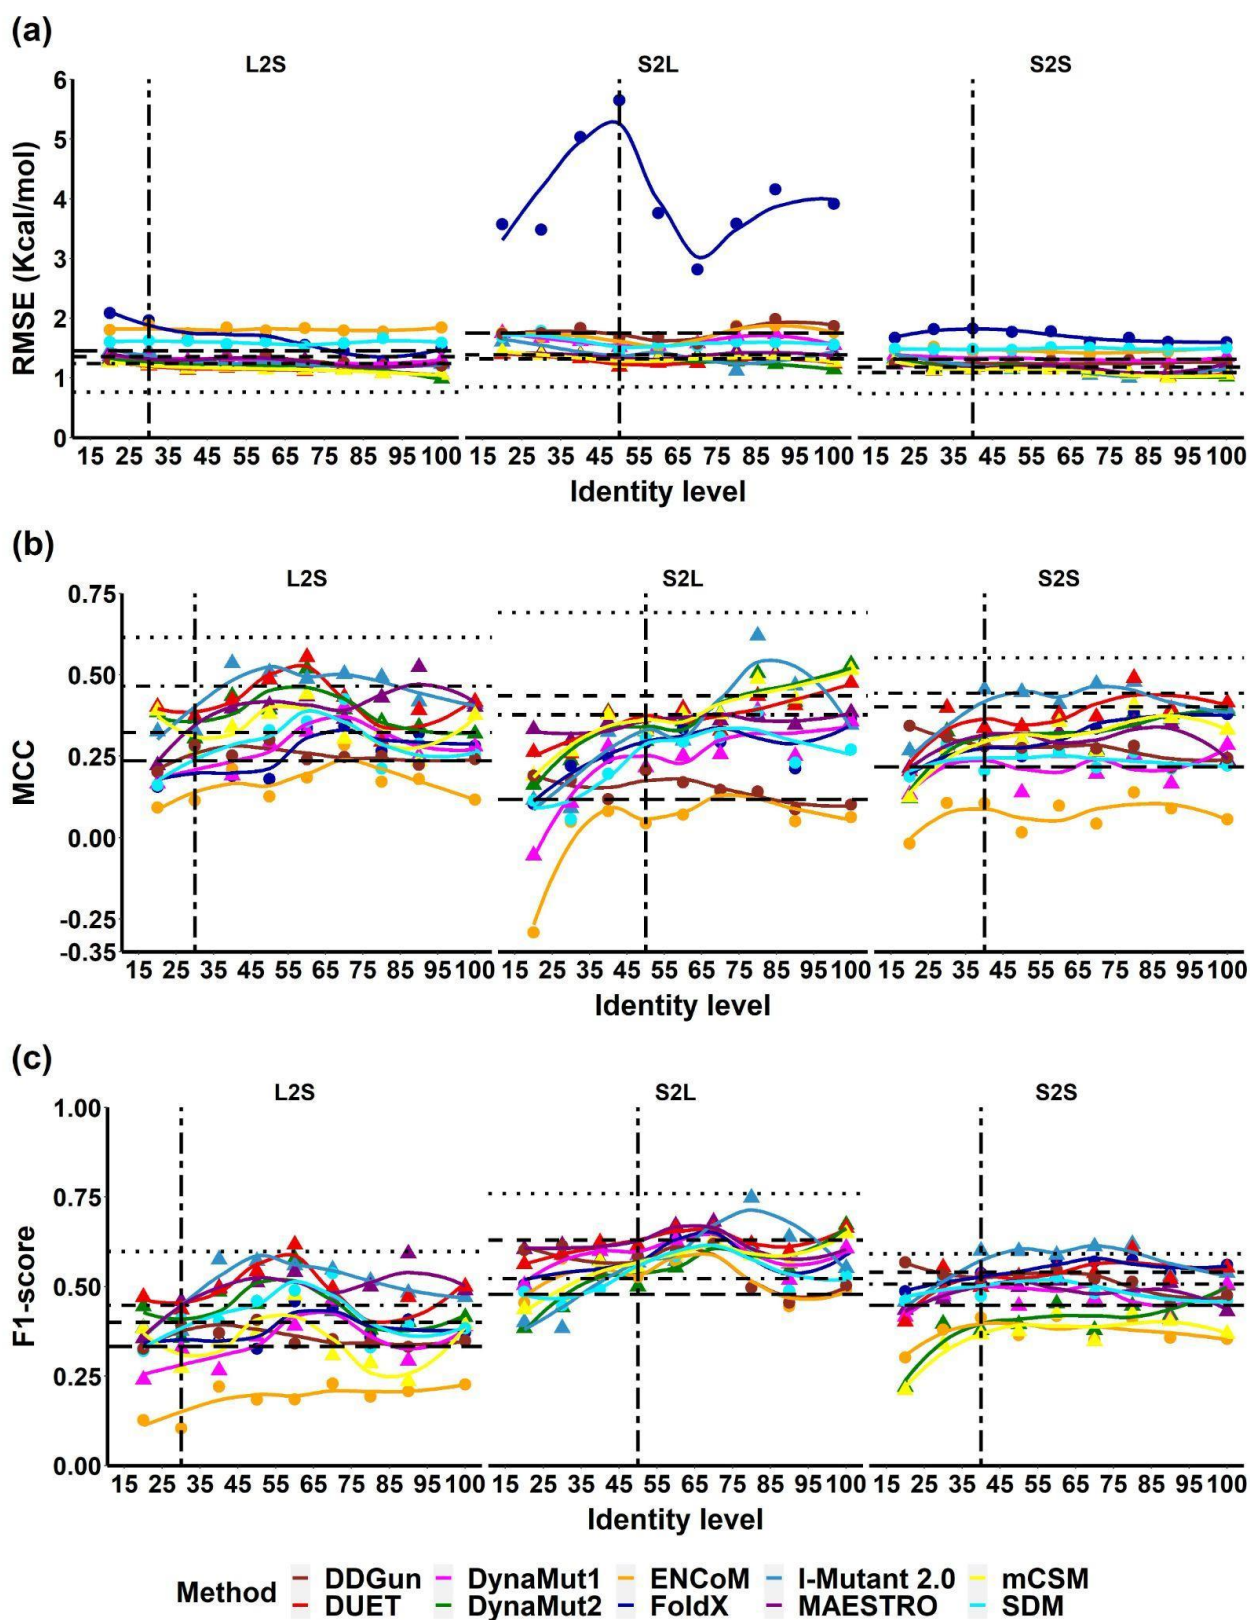 (a)
L2S S2L S2S
RMSE (Kcal/mol)
6
5
4
3
2
1
0
15 25 35 45 55 65 75 85 95 100 15 25 35 45 55 65 75 85 95 100 15 25 35 45 55 65 75 85 95 100
Identity level
(b)
L2S S2L S2S
MCC
0.75
0.50
0.25
0.00
-0.25
-0.35
15 25 35 45 55 65 75 85 95 100 15 25 35 45 55 65 75 85 95 100 15 25 35 45 55 65 75 85 95 100
Identity level
(c)
L2S S2L S2S
F1-score
1.00
0.75
0.50
0.25
0.00
15 25 35 45 55 65 75 85 95 100 15 25 35 45 55 65 75 85 95 100 15 25 35 45 55 65 75 85 95 100
Identity level
Method DDGun DynaMut1 ENCoM I-Mutant 2.0 mCSM
DUET DynaMut2 FoldX MAESTRO SDM